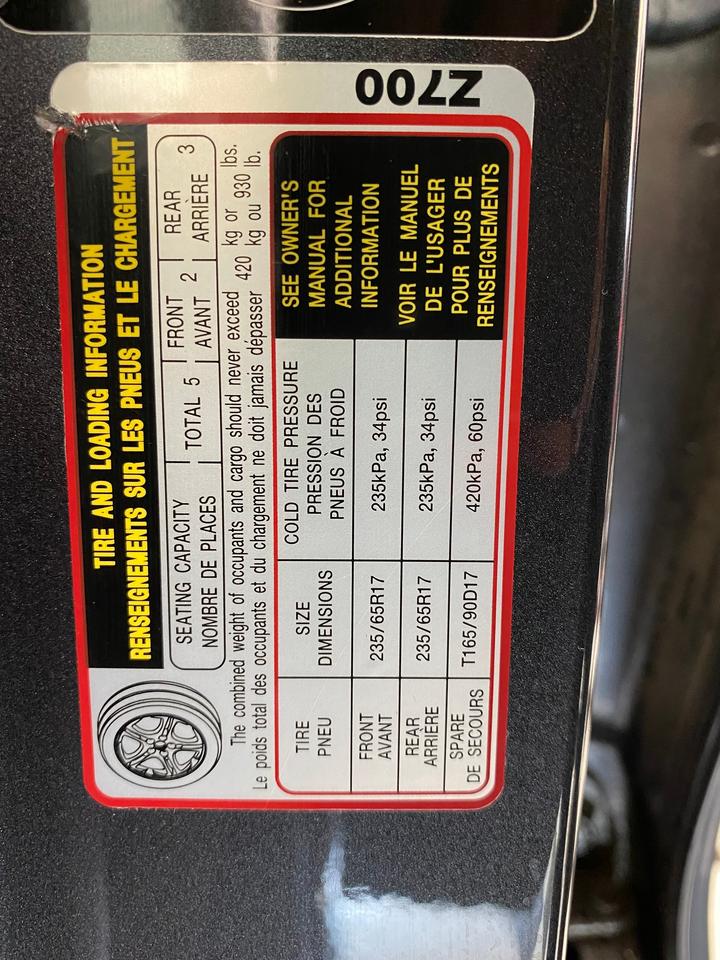 Z700
TIRE AND LOADING INFORMATION
RENSEIGNEMENTS SUR LES PNEUS ET LE CHARGEMENT
SEATING CAPACITY TOTAL 5 FRONT 2 REAR 3
NOMBRE DE PLACES AVANT ARRIÈRE
The combined weight of occupants and cargo should never exceed 420 kg or 930 lbs.
Le poids total des occupants et du chargement ne doit jamais dépasser 420 kg ou 930 lb.
TIRE SIZE COLD TIRE PRESSURE
PNEU DIMENSIONS PRESSION DES
PNEUS À FROID
FRONT 235/65R17 235kPa, 34psi
AVANT
REAR 235/65R17 235kPa, 34psi
ARRIÈRE
SPARE T165/90D17 420kPa, 60psi
DE SECOURS
SEE OWNER'S
MANUAL FOR
ADDITIONAL
INFORMATION
VOIR LE MANUEL
DE L'USAGER
POUR PLUS DE
RENSEIGNEMENTS